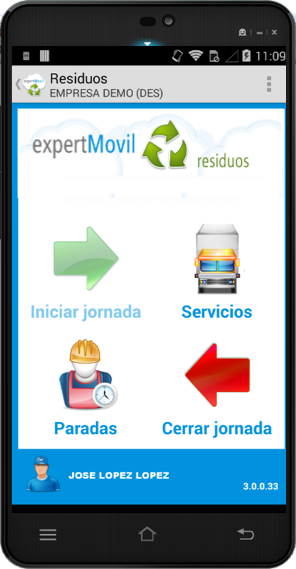 11:09
Residuos
EMPRESA DEMO (DES)
expertMovil
residuos
Iniciar jornada
Servicios
Paradas
Cerrar jornada
JOSE LOPEZ LOPEZ
3.0.0.33